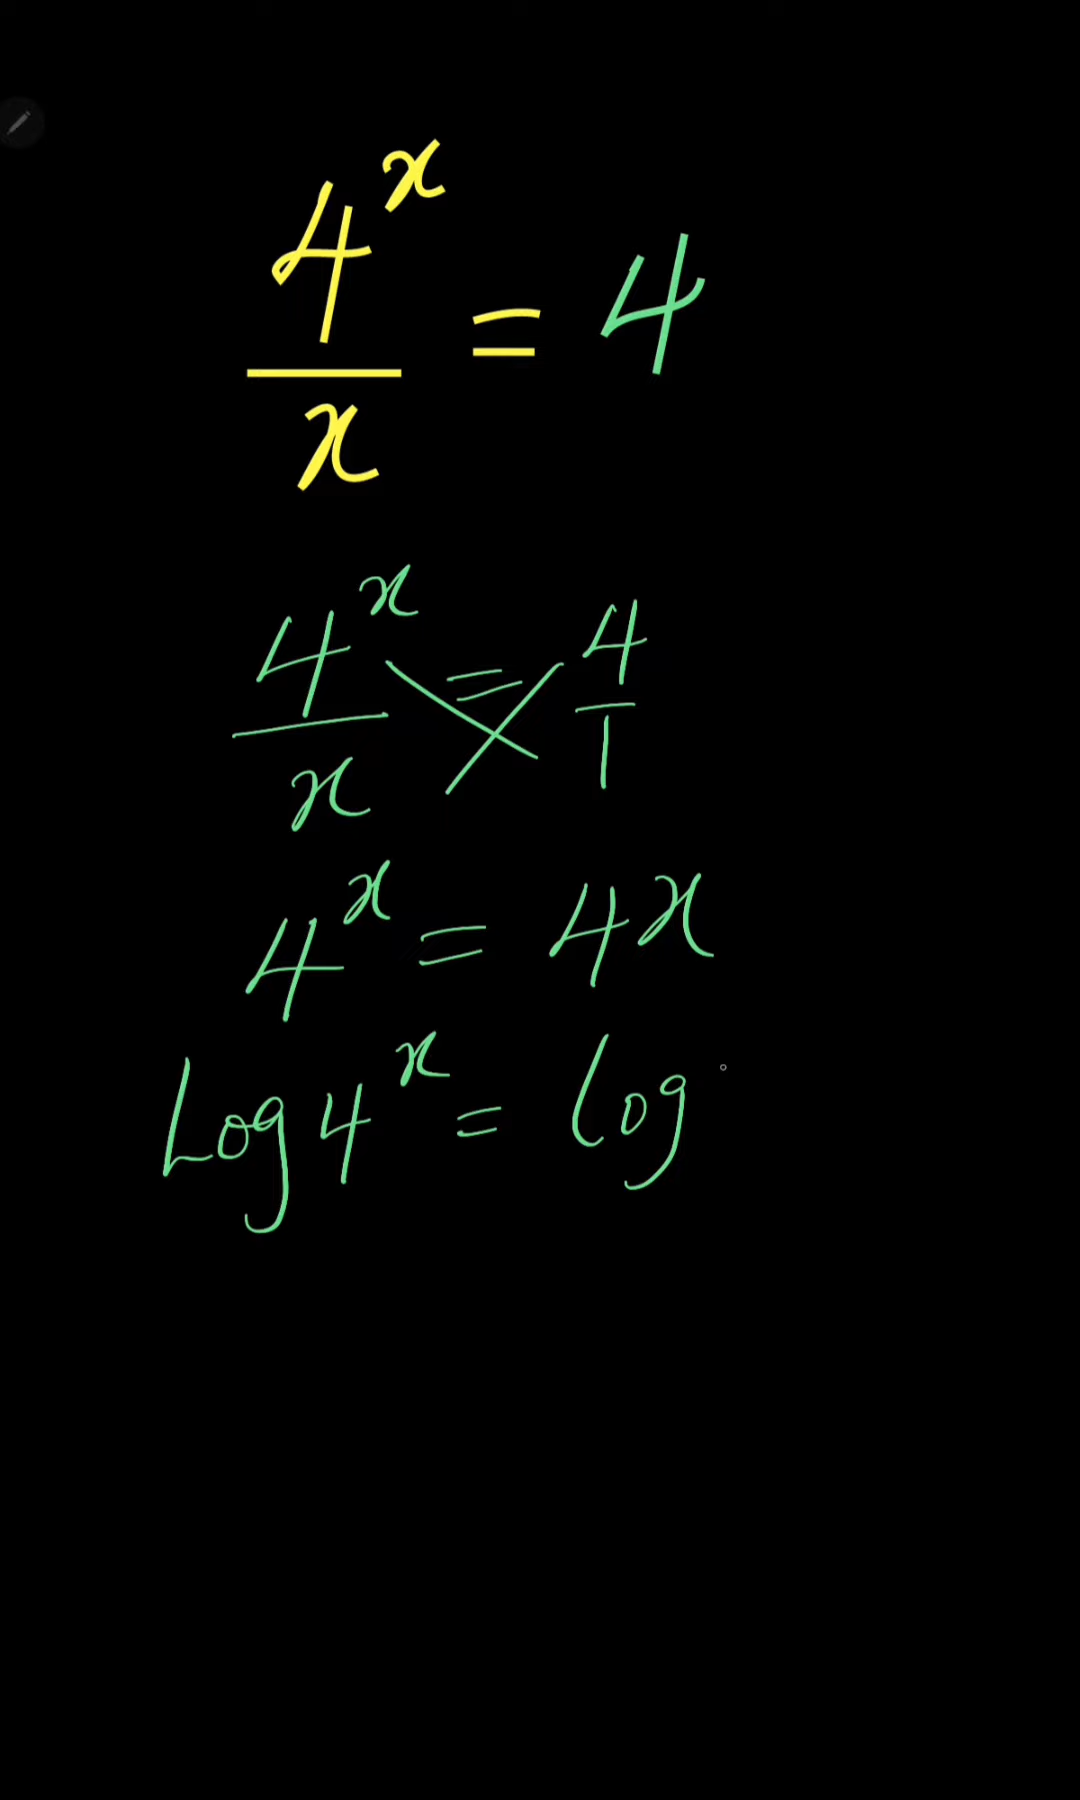 4^x / x = 4
4^x / x = 4 / 1
4^x = 4x
Log 4^x = log